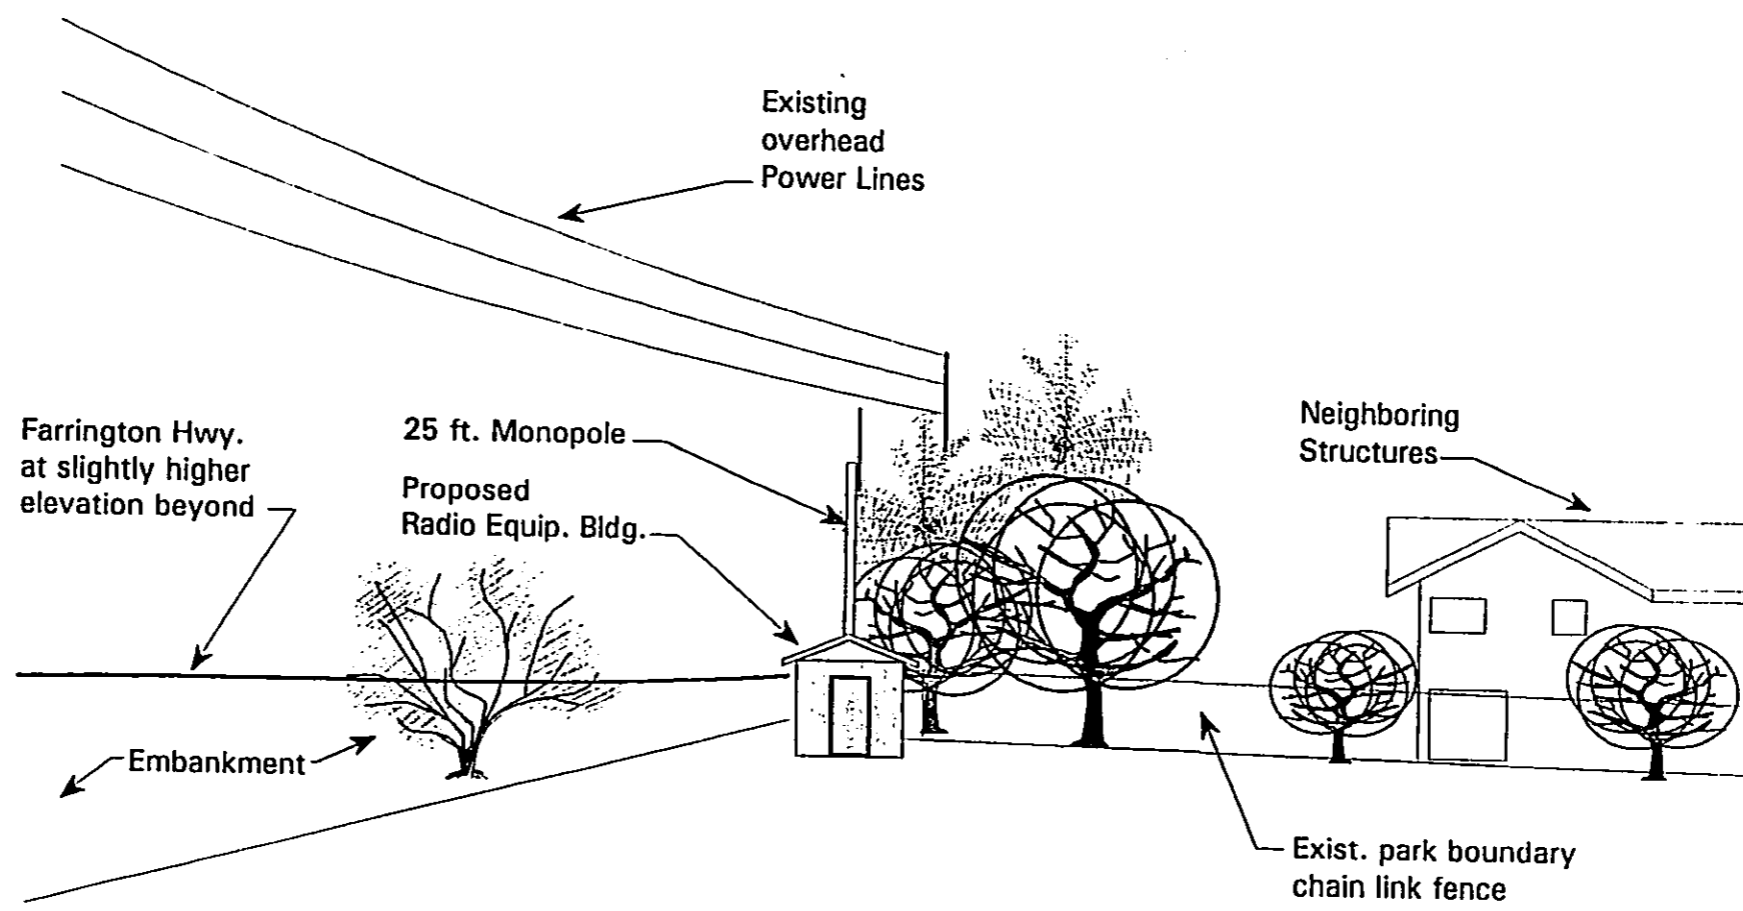 Existing
overhead
Power Lines
Farrington Hwy.
at slightly higher
elevation beyond
25 ft. Monopole
Proposed
Radio Equip. Bldg.
Neighboring
Structures
Embankment
Exist. park boundary
chain link fence